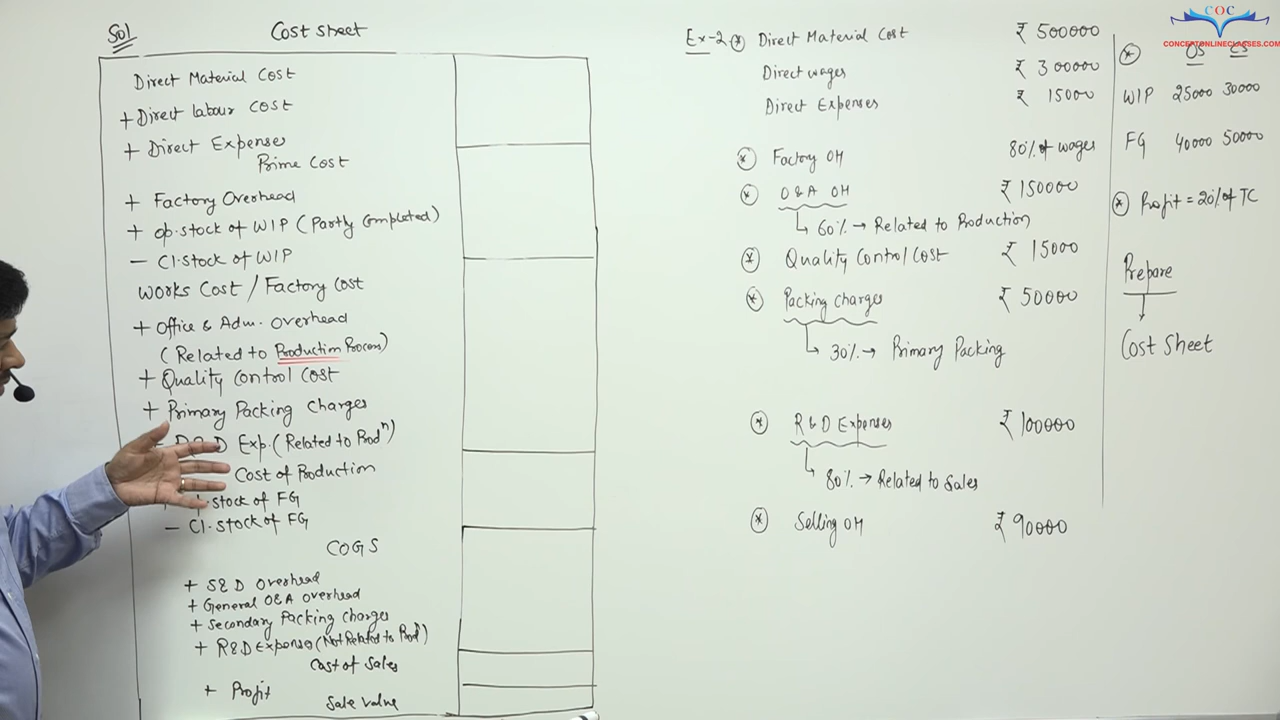 Sol Cost sheet
Direct Material Cost
+ Direct labour cost
+ Direct Expenses
Prime Cost
+ Factory Overhead
+ op. stock of WIP (Partly Completed)
- Cl. stock of WIP
Works Cost / Factory Cost
+ Office & Adm. Overhead
(Related to Production Process)
+ Quality Control Cost
+ Primary Packing Charges
Exp. (Related to Prodⁿ)
Cost of Production
stock of FG
- Cl. stock of FG
COGS
+ S&D Overhead
+ General O&A overhead
+ Secondary Packing Charges
+ R&D Expenses (Not Related to Prodⁿ)
Cost of Sales
+ Profit
Sale value
Ex-2 * Direct Material Cost ₹ 500000
Direct wages ₹ 300000
Direct Expenses ₹ 15000
* Factory OH 80% of wages
* O&A OH ₹ 150000
60% → Related to Production
* Quality Control Cost ₹ 15000
* Packing charges ₹ 50000
30% → Primary Packing
* R&D Expenses ₹ 100000
80% → Related to Sales
* Selling OH ₹ 90000
* OS CS
WIP 25000 30000
FG 40000 50000
* Profit = 20% of TC
Prepare
Cost Sheet
COC
CONCEPTONLINECLASSES.COM